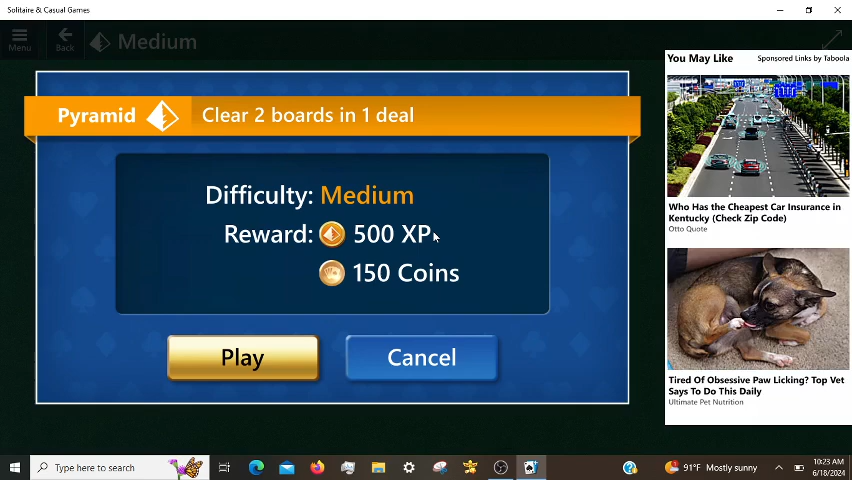 Solitaire & Casual Games
Menu
Back
Medium
Pyramid
Clear 2 boards in 1 deal
Difficulty: Medium
Reward: 500 XP
150 Coins
Play
Cancel
You May Like
Sponsored Links by Taboola
Who Has the Cheapest Car Insurance in
Kentucky (Check Zip Code)
Otto Quote
Tired Of Obsessive Paw Licking? Top Vet
Says To Do This Daily
Ultimate Pet Nutrition
Type here to search
91°F Mostly sunny
10:23 AM
6/18/2024